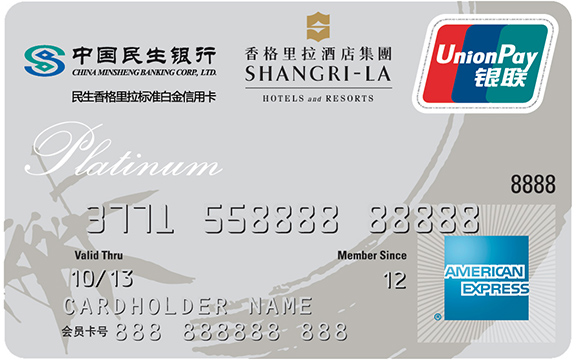 中国民生银行
CHINA MINSHENG BANKING CORP., LTD.
民生香格里拉标准白金信用卡
香格里拉酒店集團
SHANGRI-LA
HOTELS and RESORTS
UnionPay
银联
Platinum
8888
3771 558888 88888
Valid Thru
Member Since
10/13
12
CARDHOLDER NAME
会员卡号 888 888888 888
AMERICAN
EXPRESS